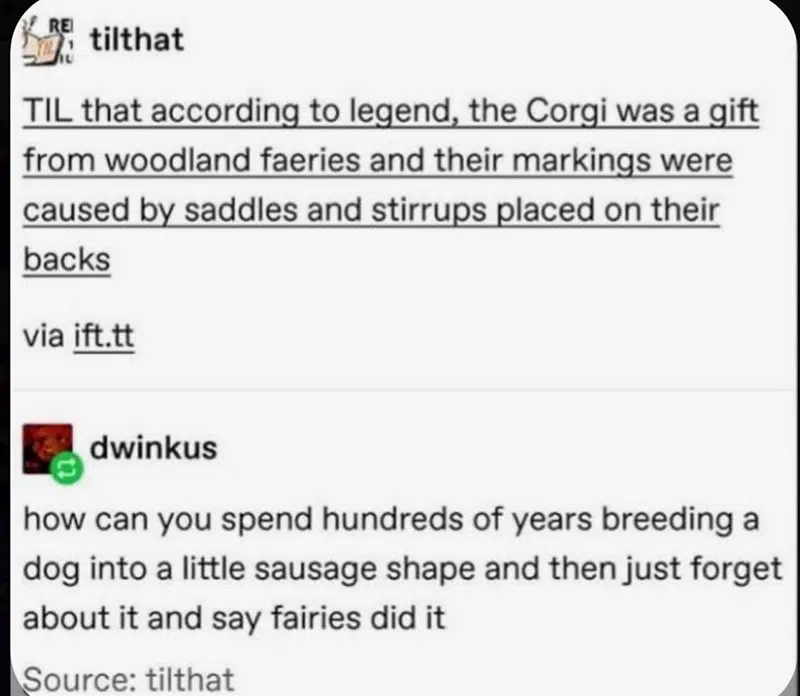 REI
TIL
tilthat
TIL that according to legend, the Corgi was a gift
from woodland faeries and their markings were
caused by saddles and stirrups placed on their
backs
via ift.tt
dwinkus
how can you spend hundreds of years breeding a
dog into a little sausage shape and then just forget
about it and say fairies did it
Source: tilthat